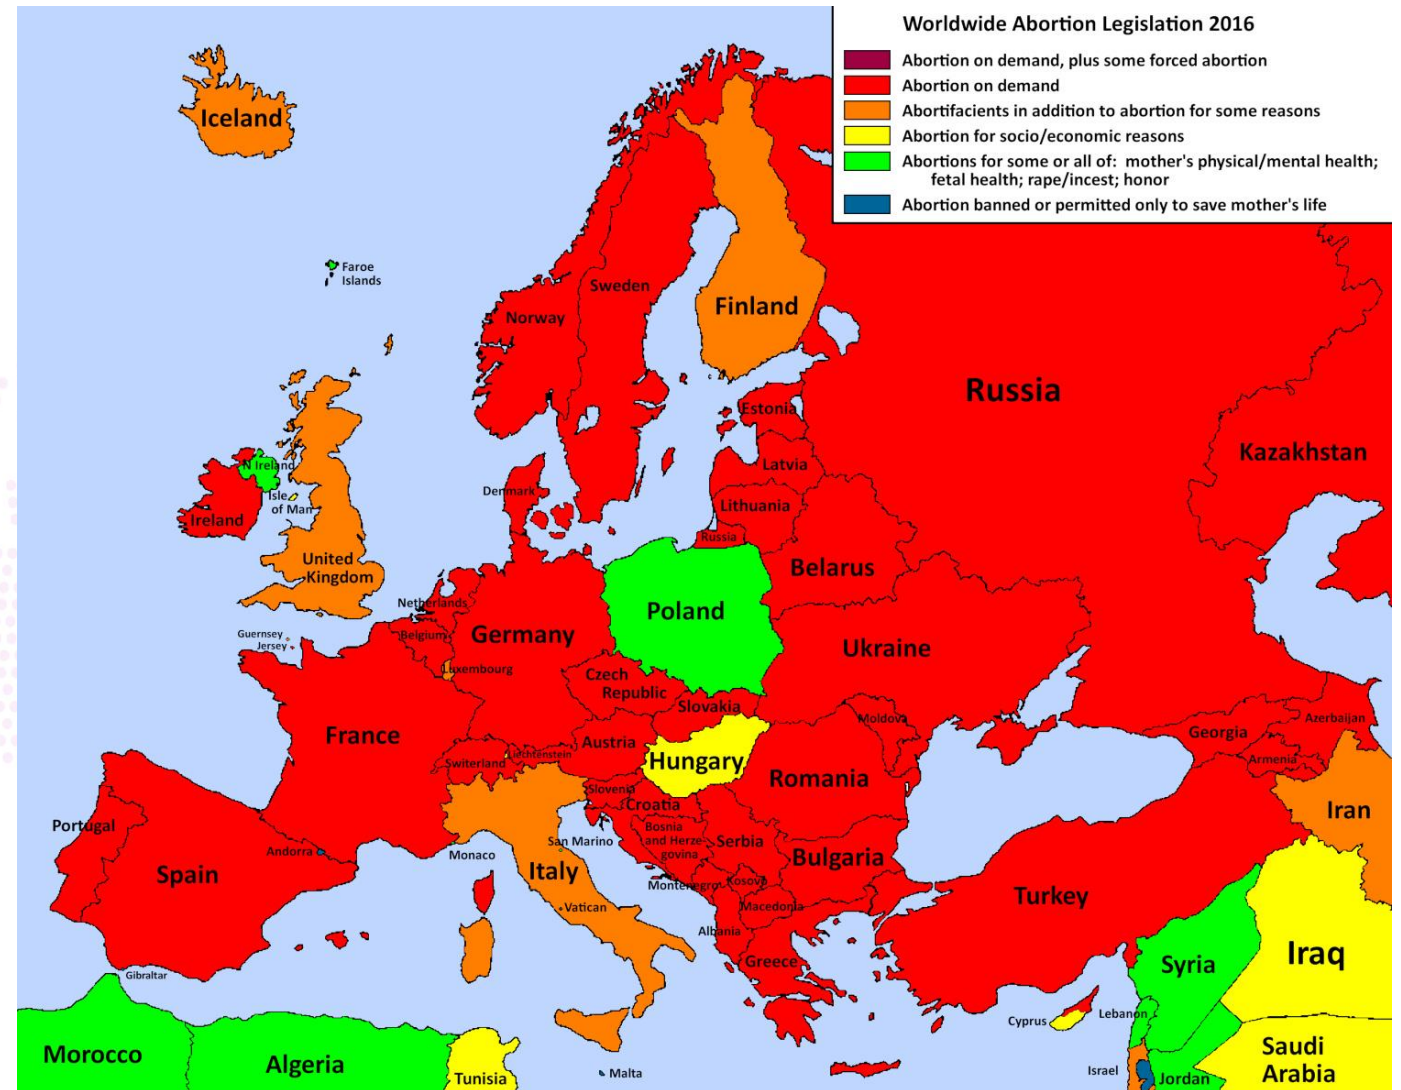 Worldwide Abortion Legislation 2016
Abortion on demand, plus some forced abortion
Abortion on demand
Abortifacients in addition to abortion for some reasons
Abortion for socio/economic reasons
Abortions for some or all of: mother's physical/mental health;
fetal health; rape/incest; honor
Abortion banned or permitted only to save mother's life
Iceland
Faroe
Islands
Sweden
Norway
Finland
Russia
Estonia
Kazakhstan
Latvia
N Ireland
Isle
of Man
Ireland
Denmark
Lithuania
Russia
United
Kingdom
Belarus
Netherlands
Poland
Guernsey
Jersey
Belgium
Germany
Ukraine
Luxembourg
Czech
Republic
Slovakia
Moldova
France
Austria
Liechtenstein
Switerland
Hungary
Georgia
Azerbaijan
Armenia
Romania
Slovenia
Croatia
Iran
Portugal
Bosnia
and Herze-
govina
San Marino
Serbia
Andorra
Monaco
Bulgaria
Spain
Italy
Kosovo
Montenegro
Turkey
Vatican
Macedonia
Albania
Greece
Syria
Iraq
Gibraltar
Cyprus
Lebanon
Morocco
Algeria
Tunisia
Malta
Israel
Jordan
Saudi
Arabia